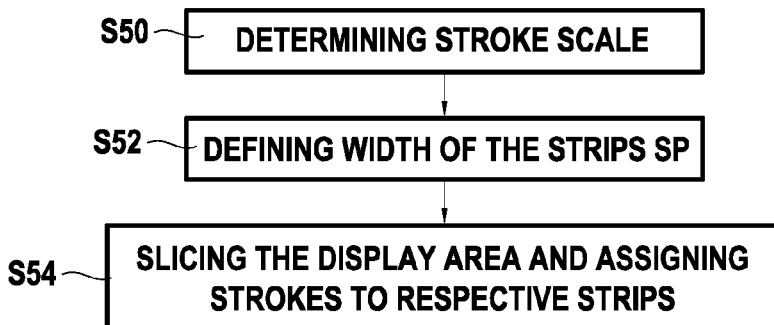 S50
DETERMINING STROKE SCALE
S52
DEFINING WIDTH OF THE STRIPS SP
S54
SLICING THE DISPLAY AREA AND ASSIGNING
STROKES TO RESPECTIVE STRIPS